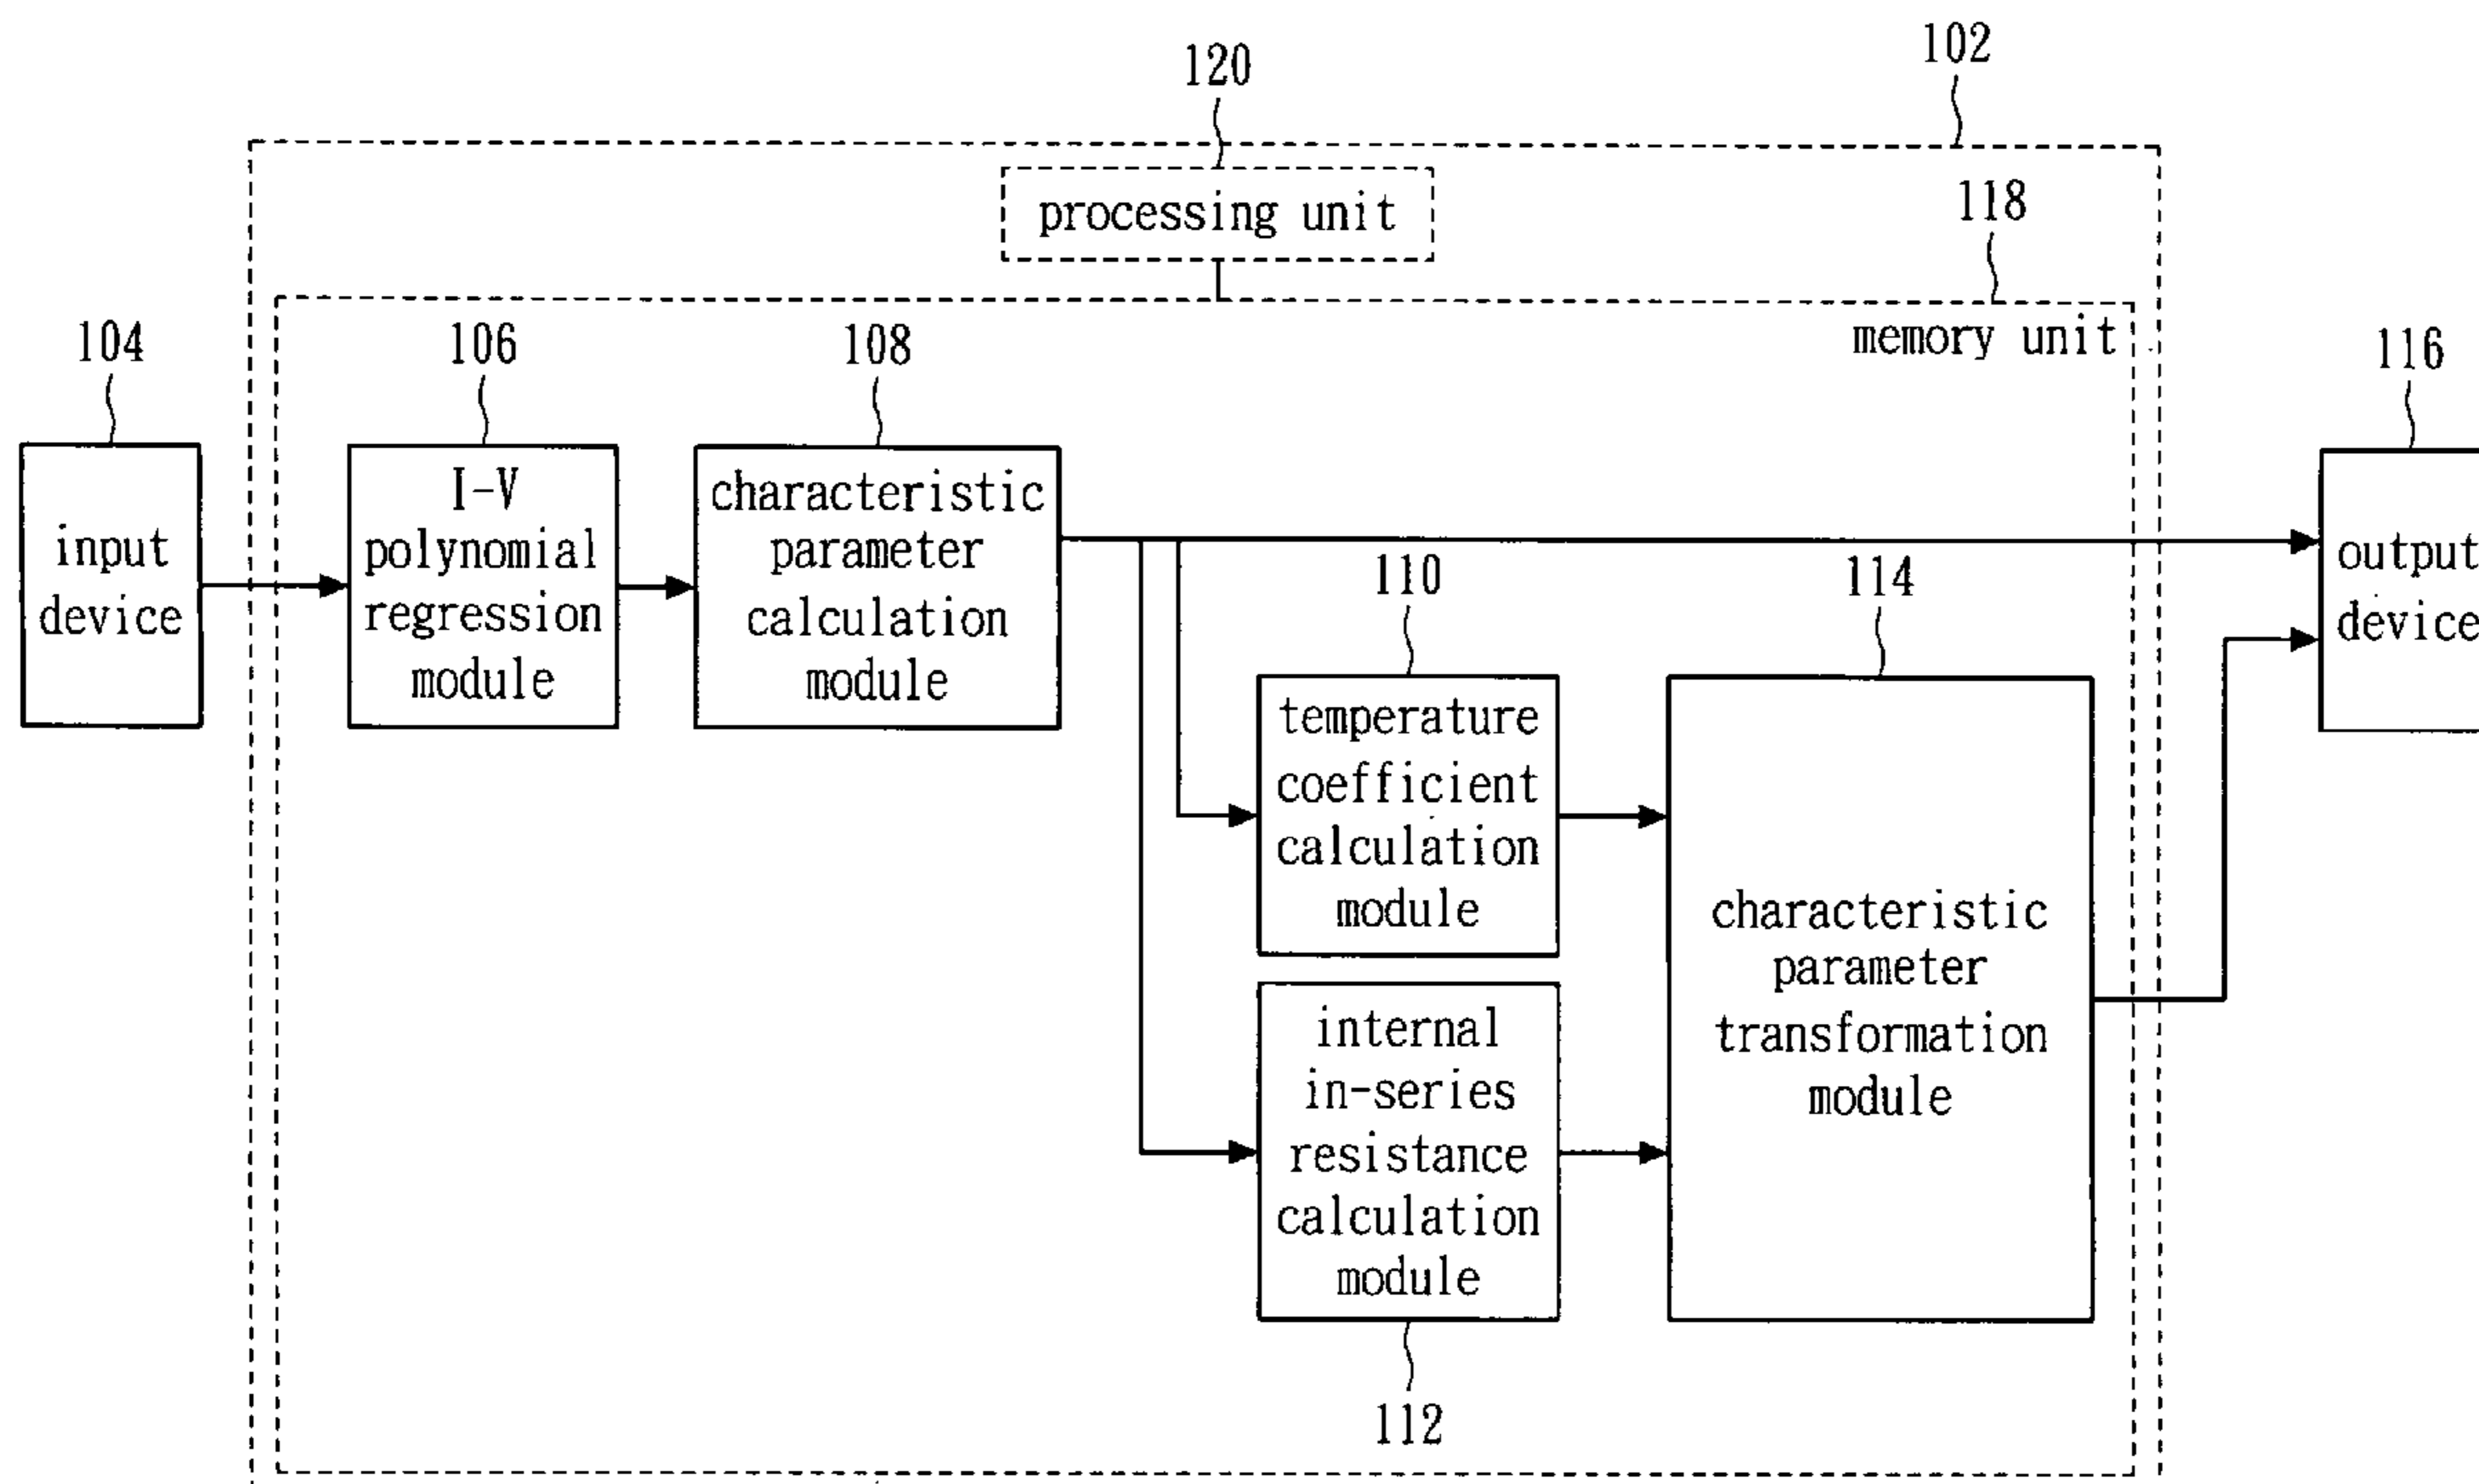 102
120
processing unit
118
memory unit
104
106
108
116
input
device
I-V
polynomial
regression
module
characteristic
parameter
calculation
module
output
device
110
114
temperature
coefficient
calculation
module
characteristic
parameter
transformation
module
internal
in-series
resistance
calculation
module
112